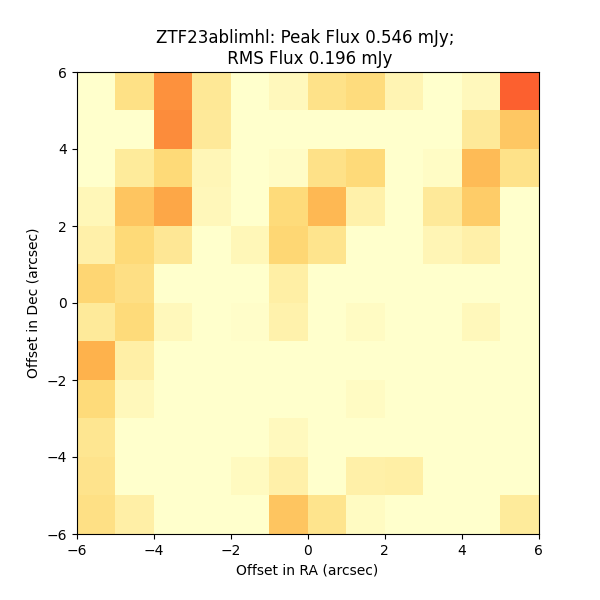 ZTF23ablimhl: Peak Flux 0.546 mJy;
RMS Flux 0.196 mJy
6
4
2
0
−2
−4
−6
Offset in Dec (arcsec)
−6 −4 −2 0 2 4 6
Offset in RA (arcsec)